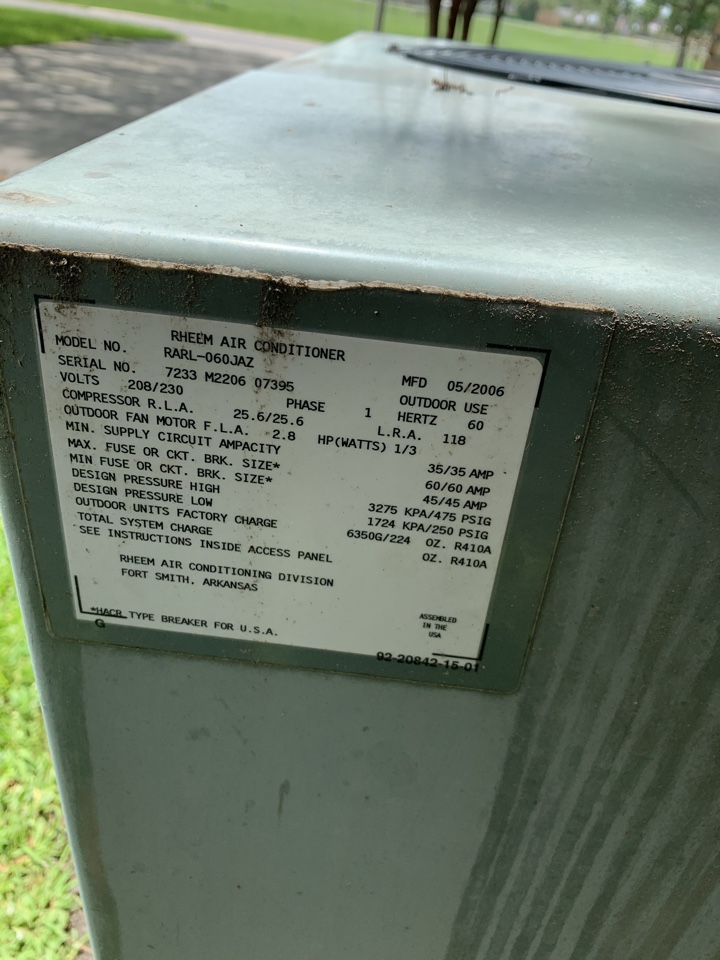 RHEEM AIR CONDITIONER
MODEL NO. RARL-060JAZ MFD 05/2006
SERIAL NO. 7233 M2206 07395 OUTDOOR USE
VOLTS 208/230 PHASE 1 HERTZ 60
COMPRESSOR R.L.A. 25.6/25.6 L.R.A. 118
OUTDOOR FAN MOTOR F.L.A. 2.8 HP(WATTS) 1/3
MIN. SUPPLY CIRCUIT AMPACITY 35/35 AMP
MAX. FUSE OR CKT. BRK. SIZE* 60/60 AMP
MIN FUSE OR CKT. BRK. SIZE* 45/45 AMP
DESIGN PRESSURE HIGH 3275 KPA/475 PSIG
DESIGN PRESSURE LOW 1724 KPA/250 PSIG
OUTDOOR UNITS FACTORY CHARGE 6350G/224 OZ. R410A
TOTAL SYSTEM CHARGE OZ. R410A
SEE INSTRUCTIONS INSIDE ACCESS PANEL
RHEEM AIR CONDITIONING DIVISION
FORT SMITH, ARKANSAS
*HACR TYPE BREAKER FOR U.S.A.
ASSEMBLED
IN THE
USA
G
92-20842-15-01